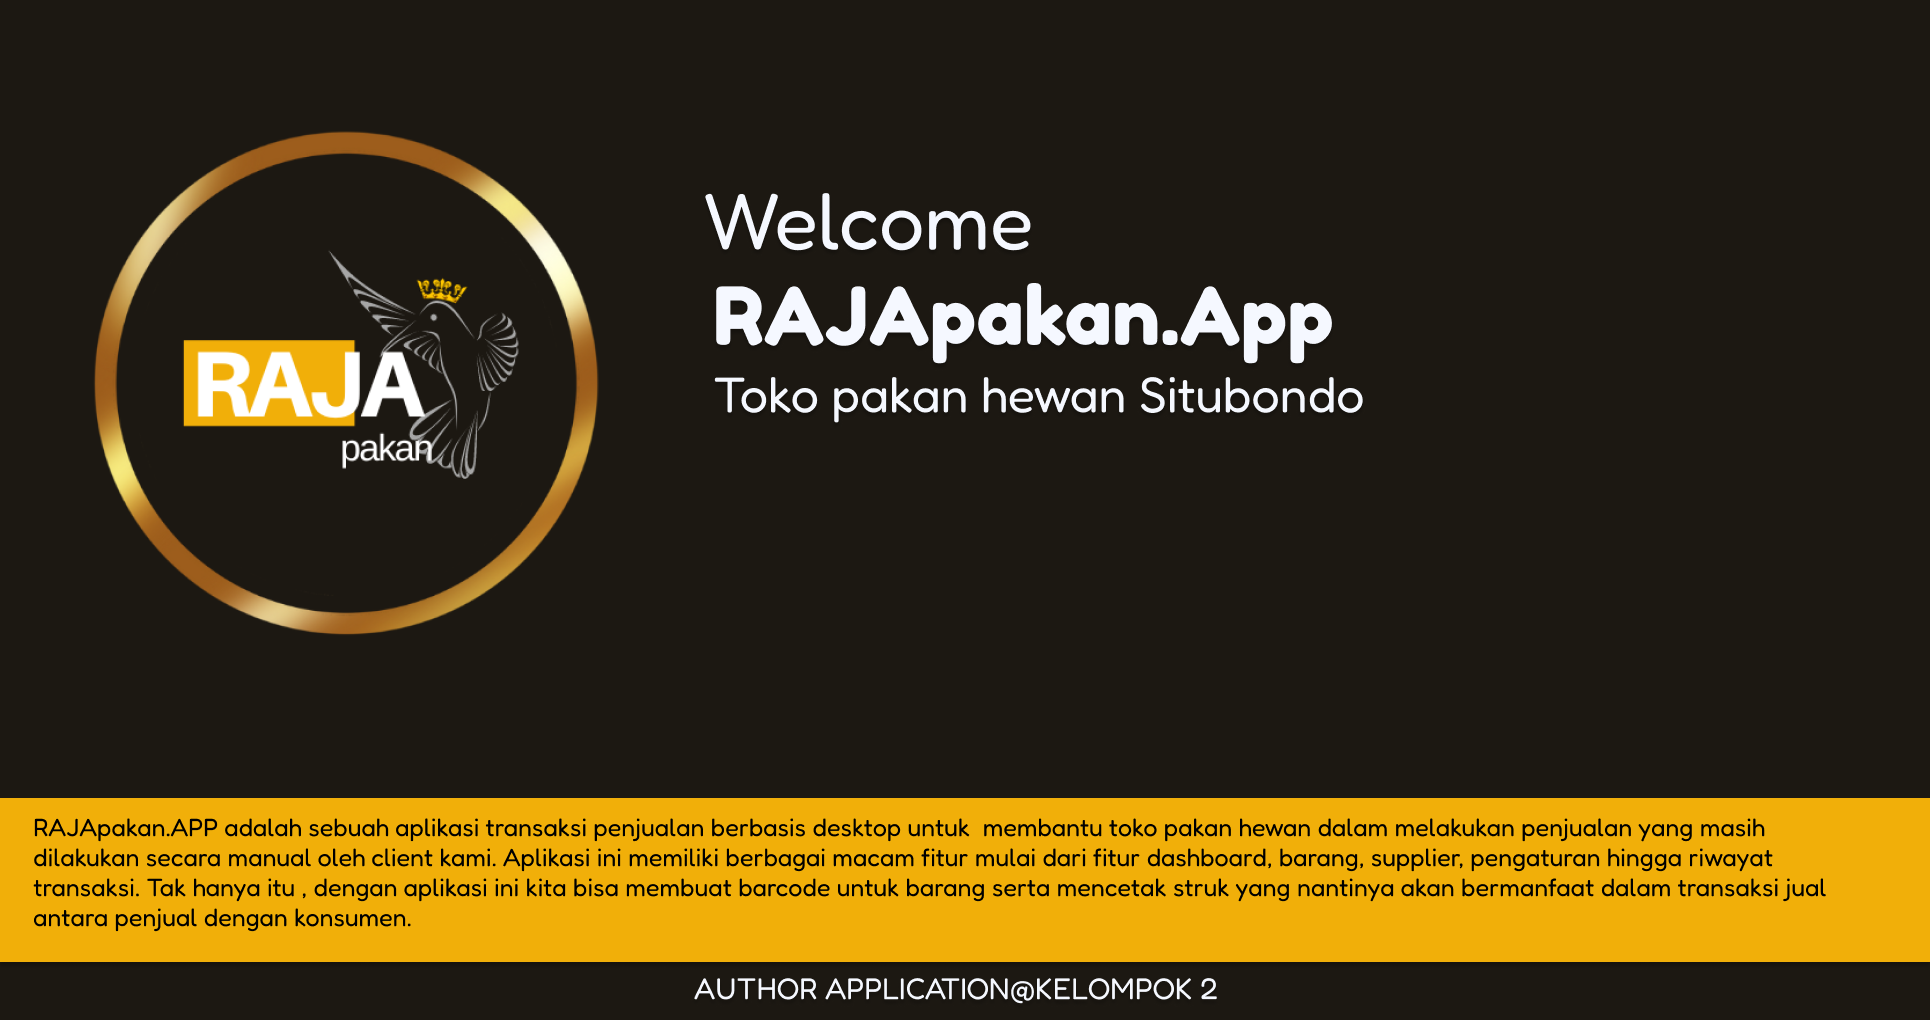 RAJA
pakan
Welcome
RAJApakan.App
Toko pakan hewan Situbondo
RAJApakan.APP adalah sebuah aplikasi transaksi penjualan berbasis desktop untuk  membantu toko pakan hewan dalam melakukan penjualan yang masih
dilakukan secara manual oleh client kami. Aplikasi ini memiliki berbagai macam fitur mulai dari fitur dashboard, barang, supplier, pengaturan hingga riwayat
transaksi. Tak hanya itu , dengan aplikasi ini kita bisa membuat barcode untuk barang serta mencetak struk yang nantinya akan bermanfaat dalam transaksi jual
antara penjual dengan konsumen.
AUTHOR APPLICATION@KELOMPOK 2